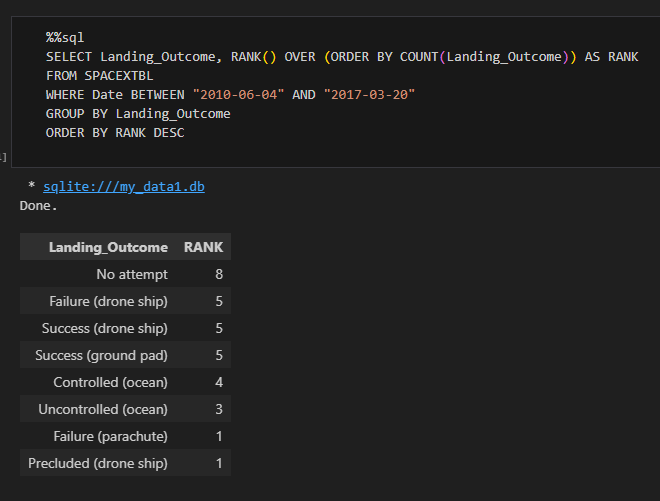 %%sql
SELECT Landing_Outcome, RANK() OVER (ORDER BY COUNT(Landing_Outcome)) AS RANK
FROM SPACEXTBL
WHERE Date BETWEEN "2010-06-04" AND "2017-03-20"
GROUP BY Landing_Outcome
ORDER BY RANK DESC
]
* sqlite:///my_data1.db
Done.
Landing_Outcome RANK
No attempt 8
Failure (drone ship) 5
Success (drone ship) 5
Success (ground pad) 5
Controlled (ocean) 4
Uncontrolled (ocean) 3
Failure (parachute) 1
Precluded (drone ship) 1